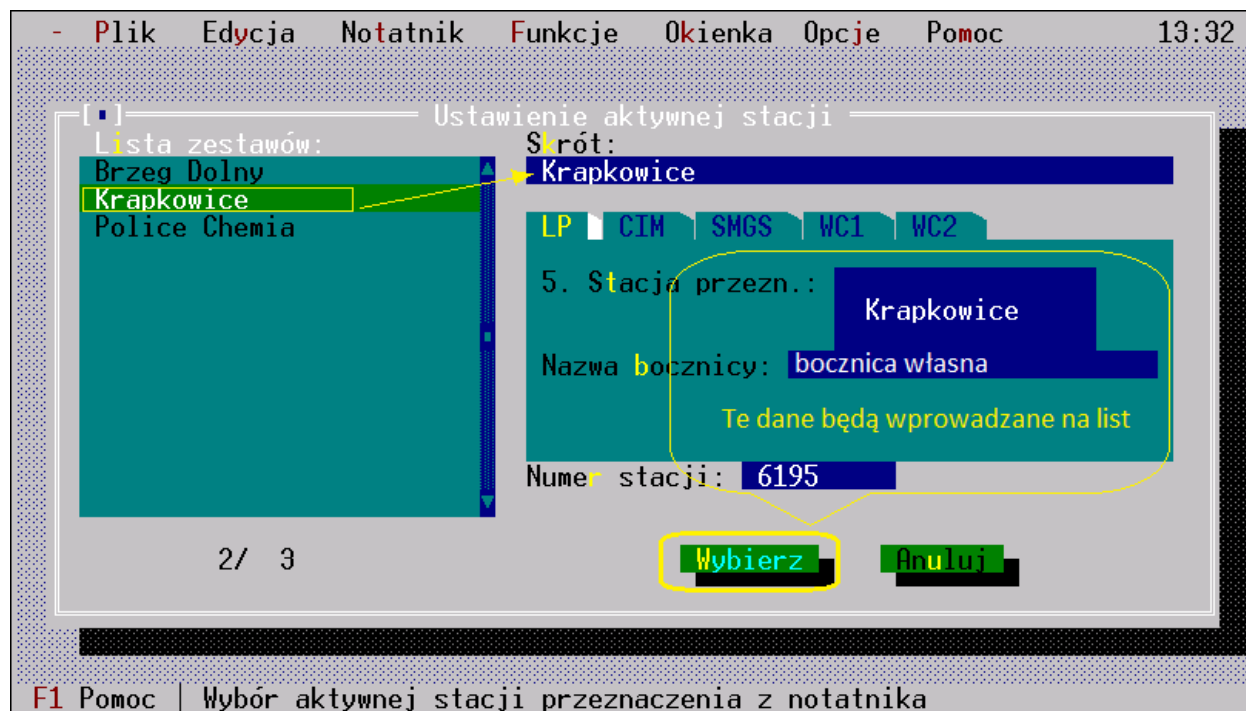 - Plik Edycja Notatnik Funkcje Okienka Opcje Pomoc 13:32
Ustawienie aktywnej stacji
Lista zestawów:
Brzeg Dolny
Krapkowice
Police Chemia
2/ 3
Skrót:
Krapkowice
LP CIM SMGS WC1 WC2
5. Stacja przezn.: Krapkowice
Nazwa bocznicy: bocznica własna
Te dane będą wprowadzane na list
Numer stacji: 6195
Wybierz Anuluj
F1 Pomoc | Wybór aktywnej stacji przeznaczenia z notatnika